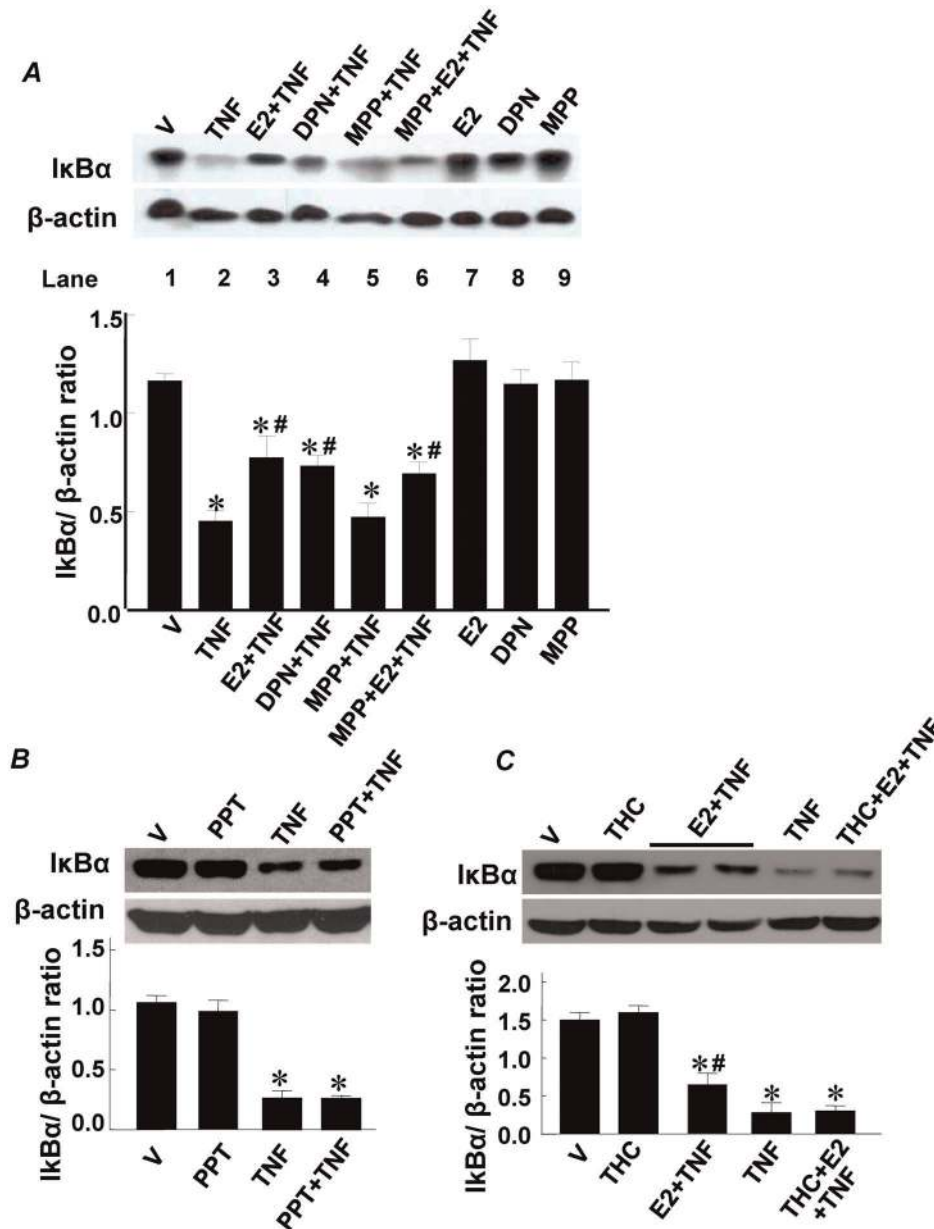 A
V TNF E2+TNF DPN+TNF MPP+TNF MPP+E2+TNF E2 DPN MPP
IκBα
β-actin
Lane 1 2 3 4 5 6 7 8 9
IkBα/ β-actin ratio
1.5
1.0
0.5
0.0
* *# *# * *#
V TNF E2+TNF DPN+TNF MPP+TNF MPP+E2+TNF E2 DPN MPP
B
V PPT TNF PPT+TNF
IκBα
β-actin
IkBα/ β-actin ratio
1.5
1.0
0.5
0.0
* *
V PPT TNF PPT+TNF
C
V THC E2+TNF TNF THC+E2+TNF
IκBα
β-actin
IkBα/ β-actin ratio
2.0
1.5
1.0
0.5
0.0
*# * *
V THC E2+TNF TNF THC+E2
+TNF